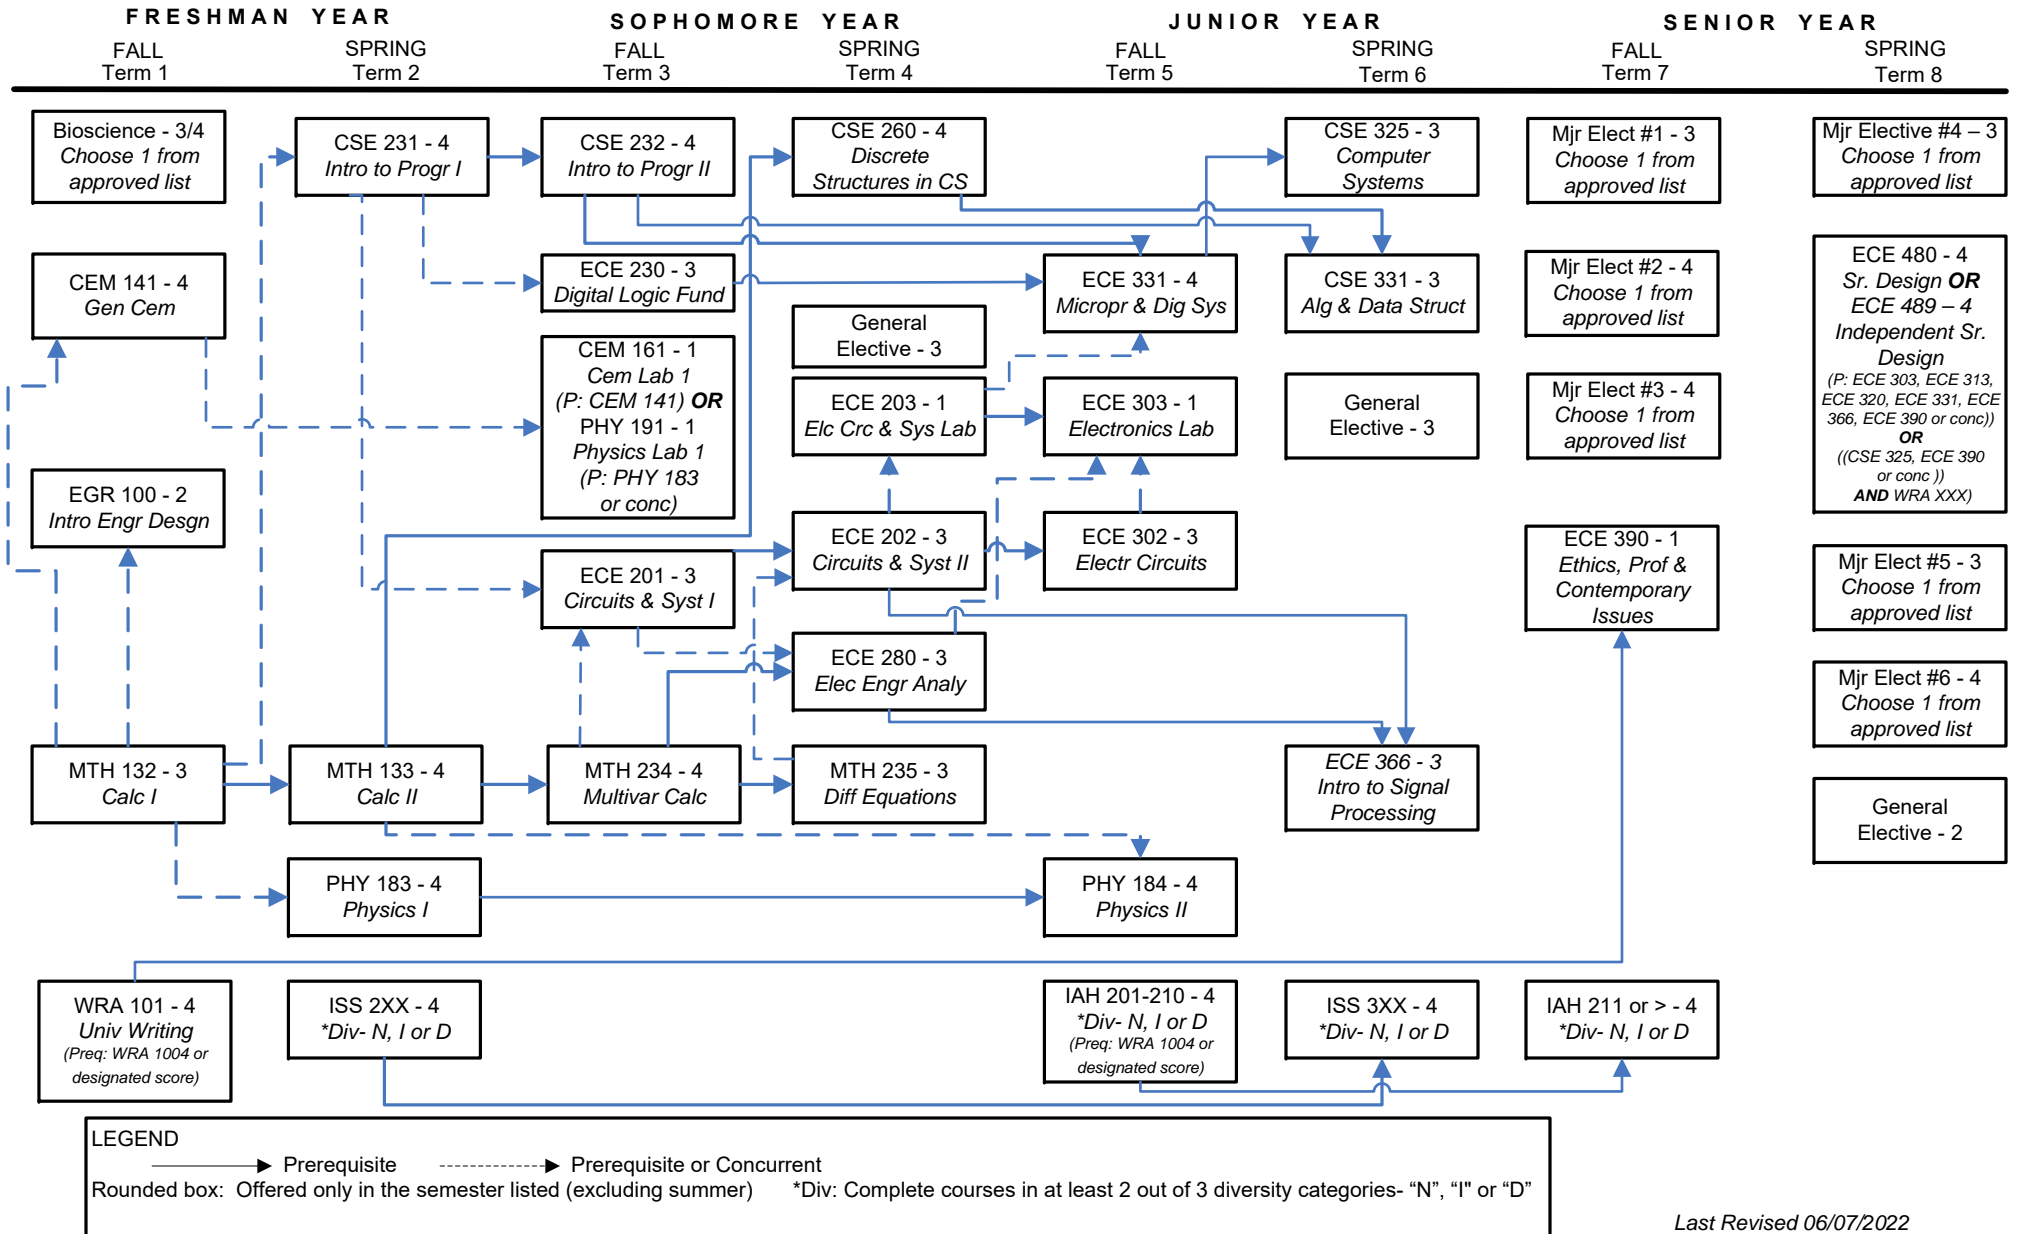 FRESHMAN YEAR
SOPHOMORE YEAR
JUNIOR YEAR
SENIOR YEAR
FALL
Term 1
SPRING
Term 2
FALL
Term 3
SPRING
Term 4
FALL
Term 5
SPRING
Term 6
FALL
Term 7
SPRING
Term 8
Bioscience - 3/4
Choose 1 from
approved list
CEM 141 - 4
Gen Cem
EGR 100 - 2
Intro Engr Desgn
MTH 132 - 3
Calc I
WRA 101 - 4
Univ Writing
(Preq: WRA 1004 or
designated score)
CSE 231 - 4
Intro to Progr I
MTH 133 - 4
Calc II
PHY 183 - 4
Physics I
ISS 2XX - 4
*Div- N, I or D
CSE 232 - 4
Intro to Progr II
ECE 230 - 3
Digital Logic Fund
CEM 161 - 1
Cem Lab 1
(P: CEM 141) OR
PHY 191 - 1
Physics Lab 1
(P: PHY 183
or conc)
ECE 201 - 3
Circuits & Syst I
MTH 234 - 4
Multivar Calc
CSE 260 - 4
Discrete
Structures in CS
General
Elective - 3
ECE 203 - 1
Elc Crc & Sys Lab
ECE 202 - 3
Circuits & Syst II
ECE 280 - 3
Elec Engr Analy
MTH 235 - 3
Diff Equations
ECE 331 - 4
Micropr & Dig Sys
ECE 303 - 1
Electronics Lab
ECE 302 - 3
Electr Circuits
PHY 184 - 4
Physics II
IAH 201-210 - 4
*Div- N, I or D
(Preq: WRA 1004 or
designated score)
CSE 325 - 3
Computer
Systems
CSE 331 - 3
Alg & Data Struct
General
Elective - 3
ECE 366 - 3
Intro to Signal
Processing
ISS 3XX - 4
*Div- N, I or D
Mjr Elect #1 - 3
Choose 1 from
approved list
Mjr Elect #2 - 4
Choose 1 from
approved list
Mjr Elect #3 - 4
Choose 1 from
approved list
ECE 390 - 1
Ethics, Prof &
Contemporary
Issues
IAH 211 or > - 4
*Div- N, I or D
Mjr Elective #4 – 3
Choose 1 from
approved list
ECE 480 - 4
Sr. Design OR
ECE 489 – 4
Independent Sr.
Design
(P: ECE 303, ECE 313,
ECE 320, ECE 331, ECE
366, ECE 390 or conc))
OR
((CSE 325, ECE 390
or conc ))
AND WRA XXX)
Mjr Elect #5 - 3
Choose 1 from
approved list
Mjr Elect #6 - 4
Choose 1 from
approved list
General
Elective - 2
LEGEND
Prerequisite
Prerequisite or Concurrent
Rounded box: Offered only in the semester listed (excluding summer)
*Div: Complete courses in at least 2 out of 3 diversity categories- “N”, “I" or “D”
Last Revised 06/07/2022